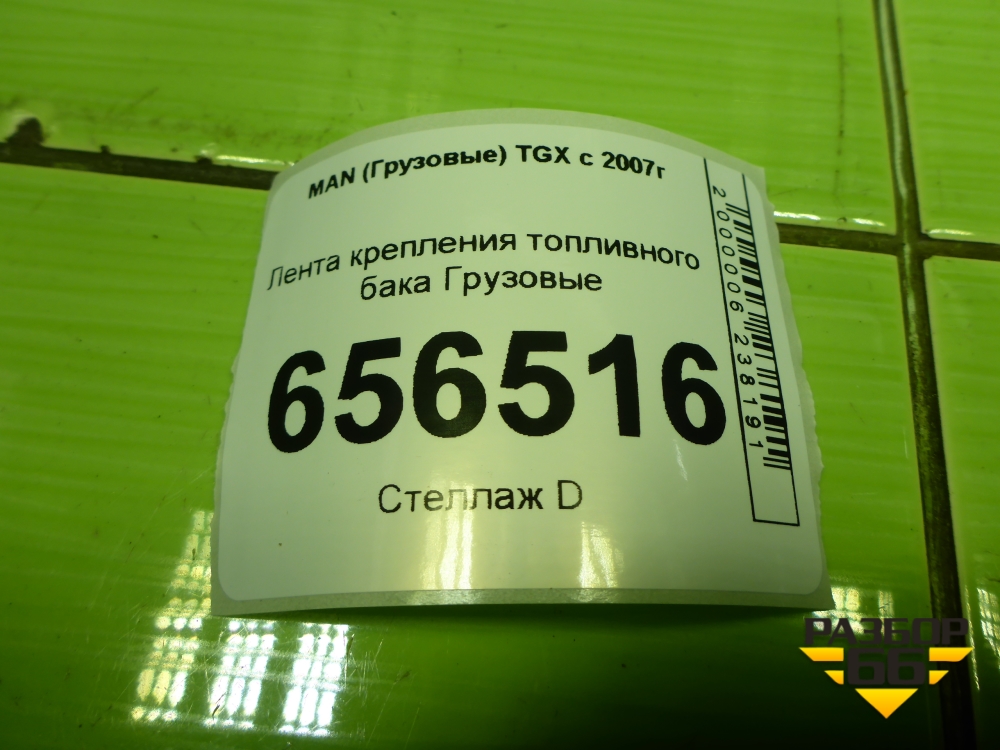 MAN (Грузовые) TGX с 2007г
Лента крепления топливного
бака Грузовые
656516
Стеллаж D
2000006238191
РАЗБОР
66